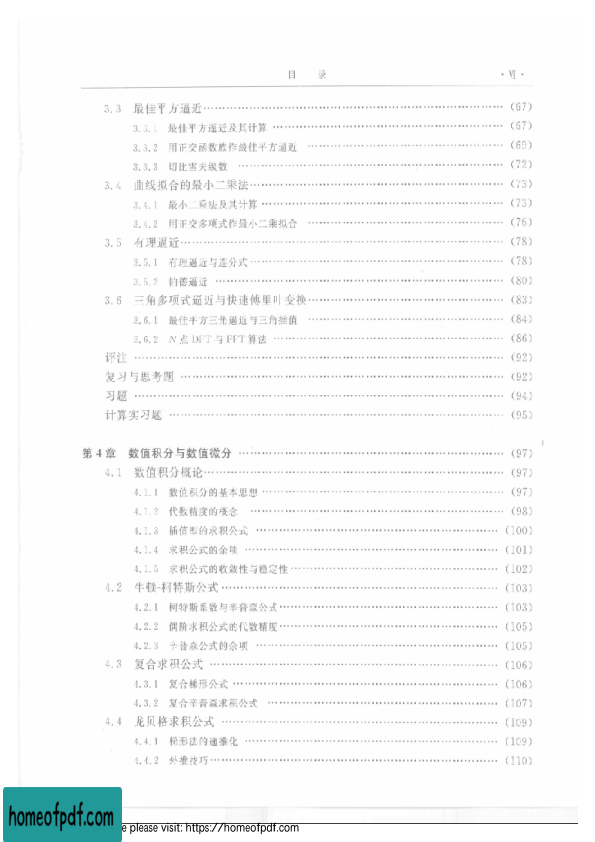 目 录 ·Ⅶ·
3.3 最佳平方逼近……………(67)
3.3.1 最佳平方逼近及其计算……………(67)
3.3.2 用正交函数族作最佳平方逼近……………(69)
3.3.3 切比雪夫级数……………(72)
3.4 曲线拟合的最小二乘法……………(73)
3.4.1 最小二乘法及其计算……………(73)
3.4.2 用正交多项式作最小二乘拟合……………(76)
3.5 有理逼近……………(78)
3.5.1 有理逼近与连分式……………(78)
3.5.2 帕德逼近……………(80)
3.6 三角多项式逼近与快速傅里叶变换……………(83)
3.6.1 最佳平方三角逼近与三角插值……………(84)
3.6.2 N 点 DFT 与 FFT 算法……………(86)
评注……………(92)
复习与思考题……………(92)
习题……………(94)
计算实习题……………(95)
第 4 章 数值积分与数值微分……………(97)
4.1 数值积分概论……………(97)
4.1.1 数值积分的基本思想……………(97)
4.1.2 代数精度的概念……………(98)
4.1.3 插值型的求积公式……………(100)
4.1.4 求积公式的余项……………(101)
4.1.5 求积公式的收敛性与稳定性……………(102)
4.2 牛顿-柯特斯公式……………(103)
4.2.1 柯特斯系数与辛普森公式……………(103)
4.2.2 偶阶求积公式的代数精度……………(105)
4.2.3 辛普森公式的余项……………(105)
4.3 复合求积公式……………(106)
4.3.1 复合梯形公式……………(106)
4.3.2 复合辛普森求积公式……………(107)
4.4 龙贝格求积公式……………(109)
4.4.1 梯形法的递推化……………(109)
4.4.2 外推技巧……………(110)
homeofpdf.com
please visit: https://homeofpdf.com